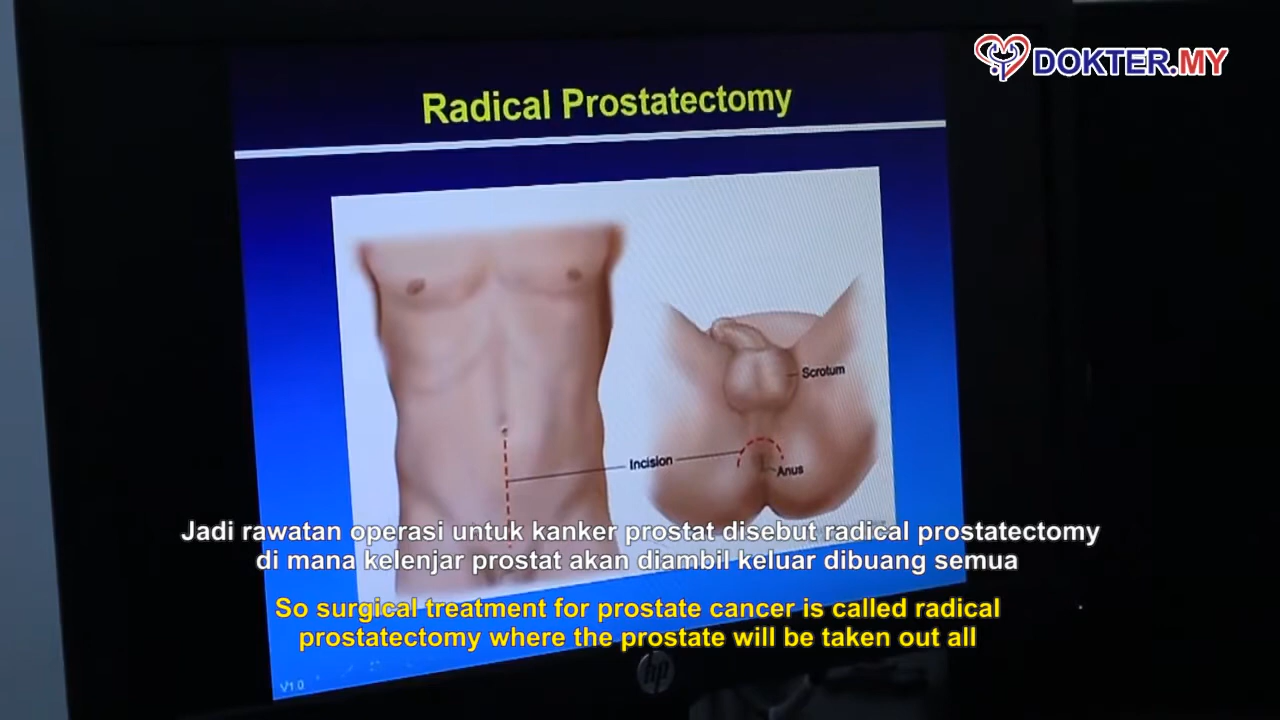 DOKTER.MY
Radical Prostatectomy
Scrotum
Incision
Anus
Jadi rawatan operasi untuk kanker prostat disebut radical prostatectomy
di mana kelenjar prostat akan diambil keluar dibuang semua
So surgical treatment for prostate cancer is called radical
prostatectomy where the prostate will be taken out all
hp
V1 0